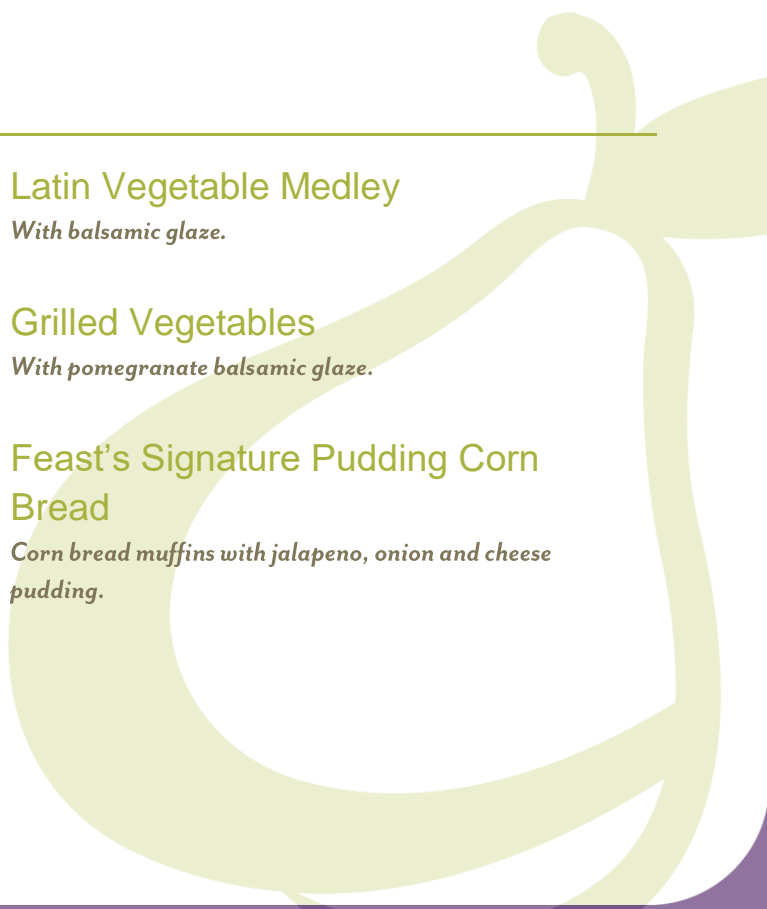 Latin Vegetable Medley
With balsamic glaze.
Grilled Vegetables
With pomegranate balsamic glaze.
Feast’s Signature Pudding Corn
Bread
Corn bread muffins with jalapeno, onion and cheese
pudding.